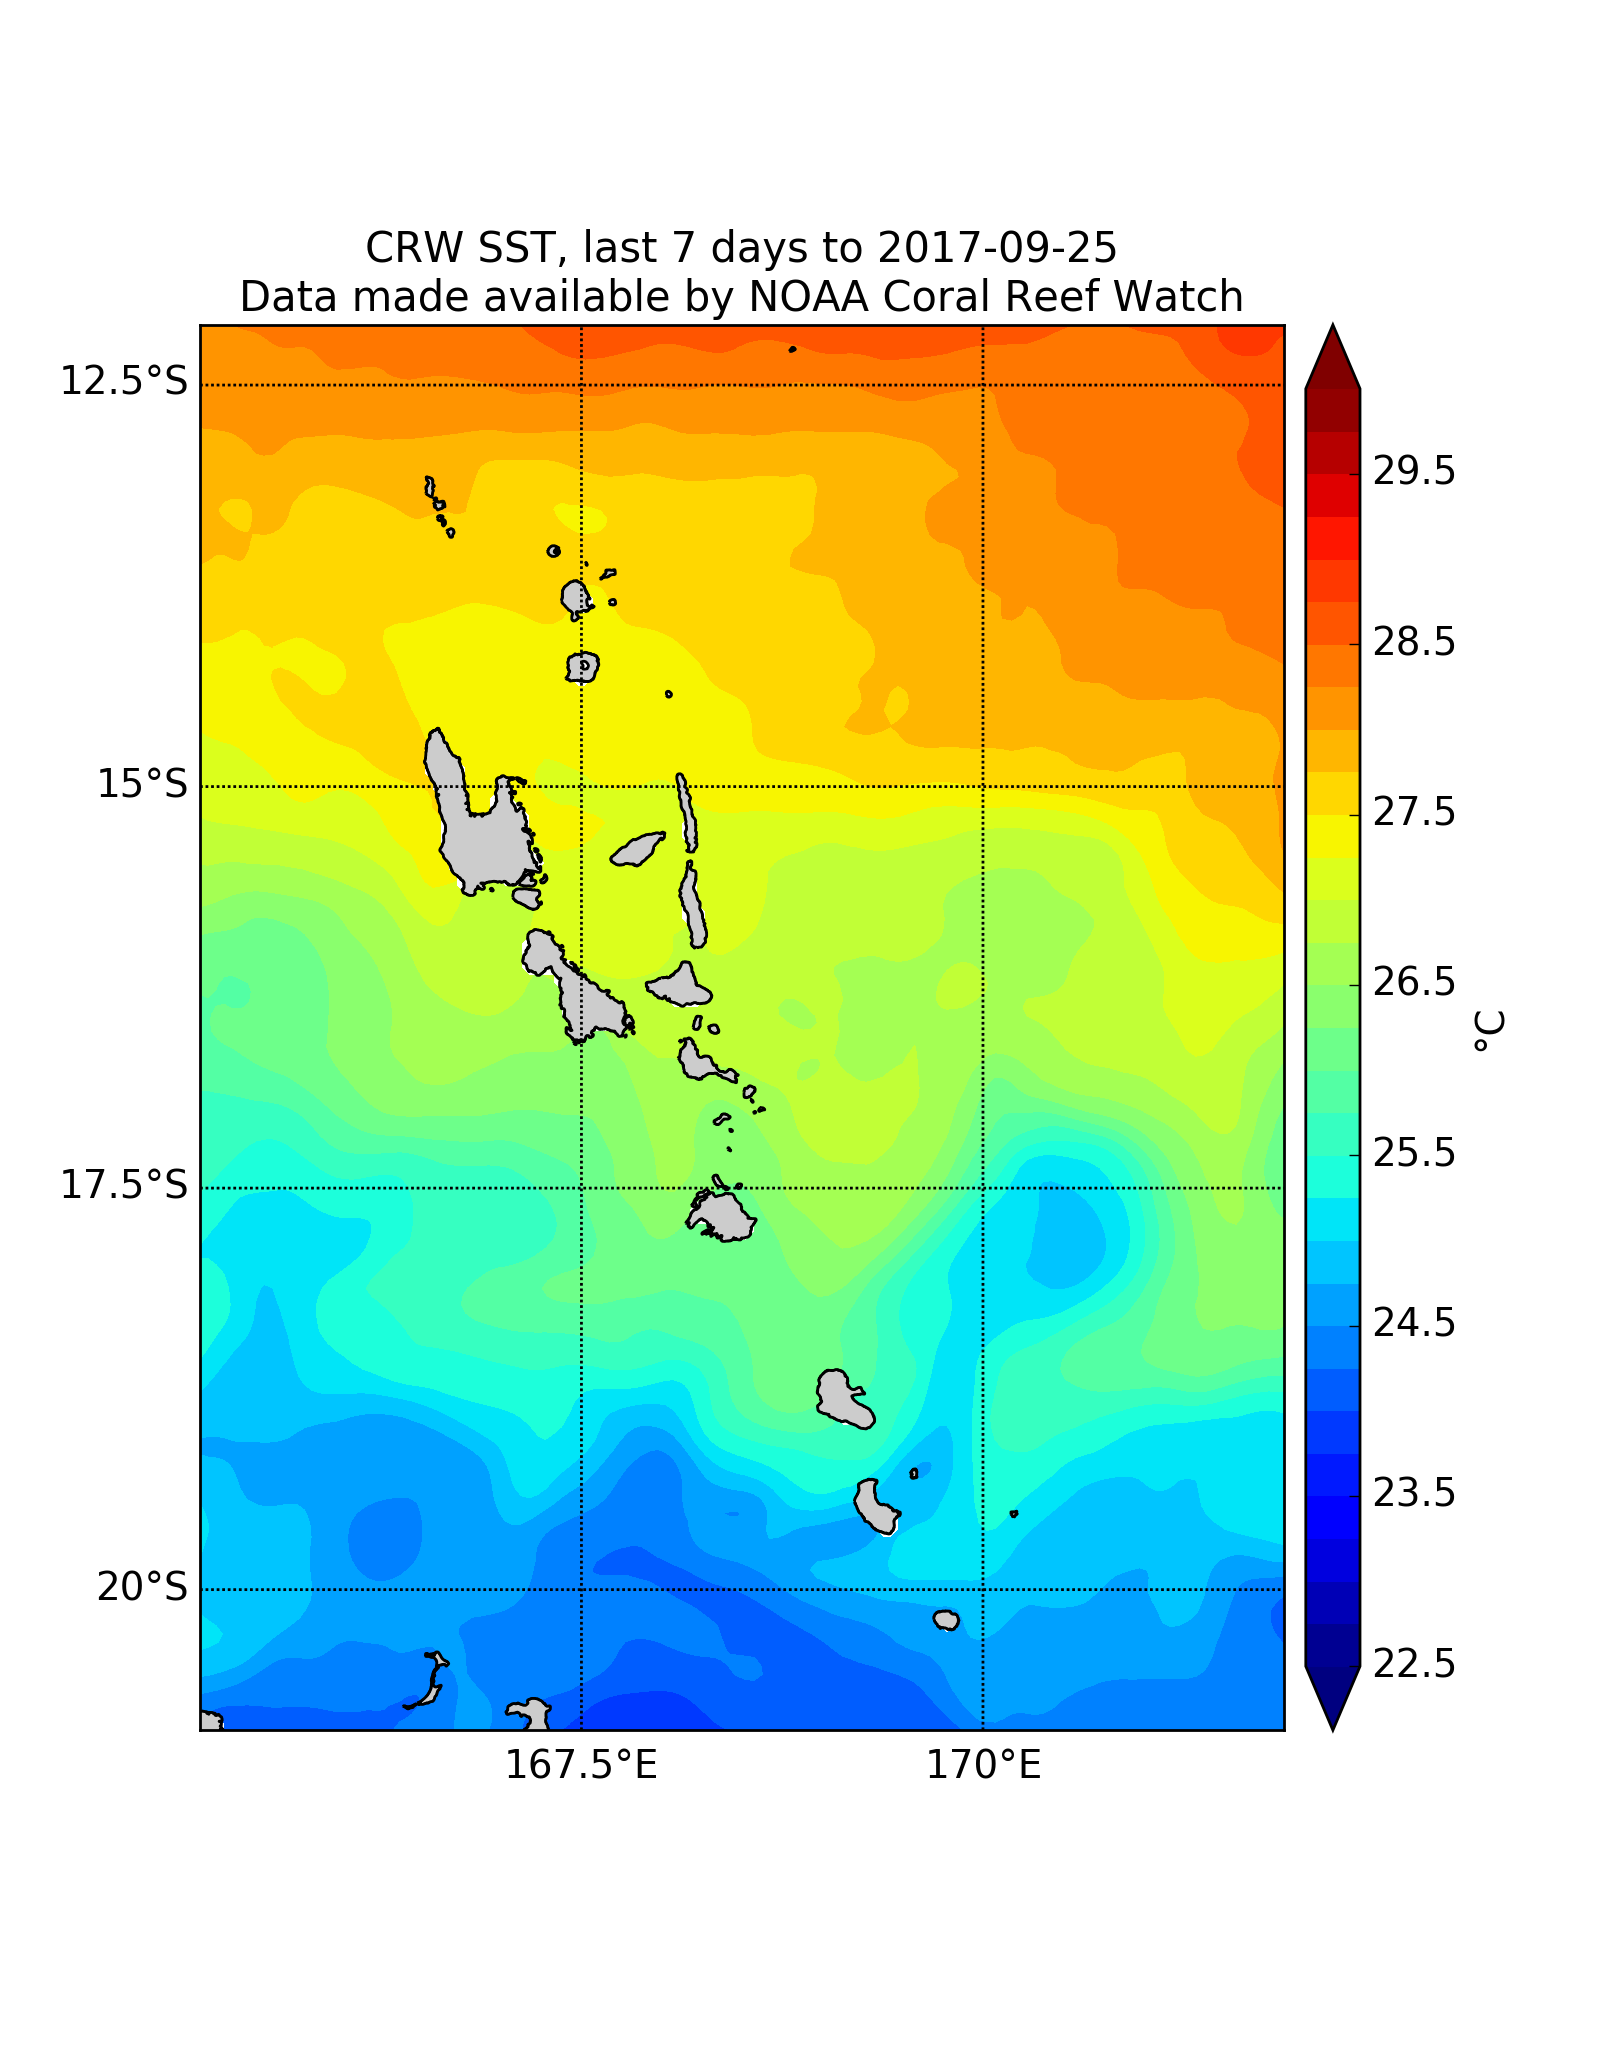 CRW SST, last 7 days to 2017-09-25
Data made available by NOAA Coral Reef Watch
12.5°S
15°S
17.5°S
20°S
167.5°E
170°E
29.5
28.5
27.5
26.5
25.5
24.5
23.5
22.5
°C